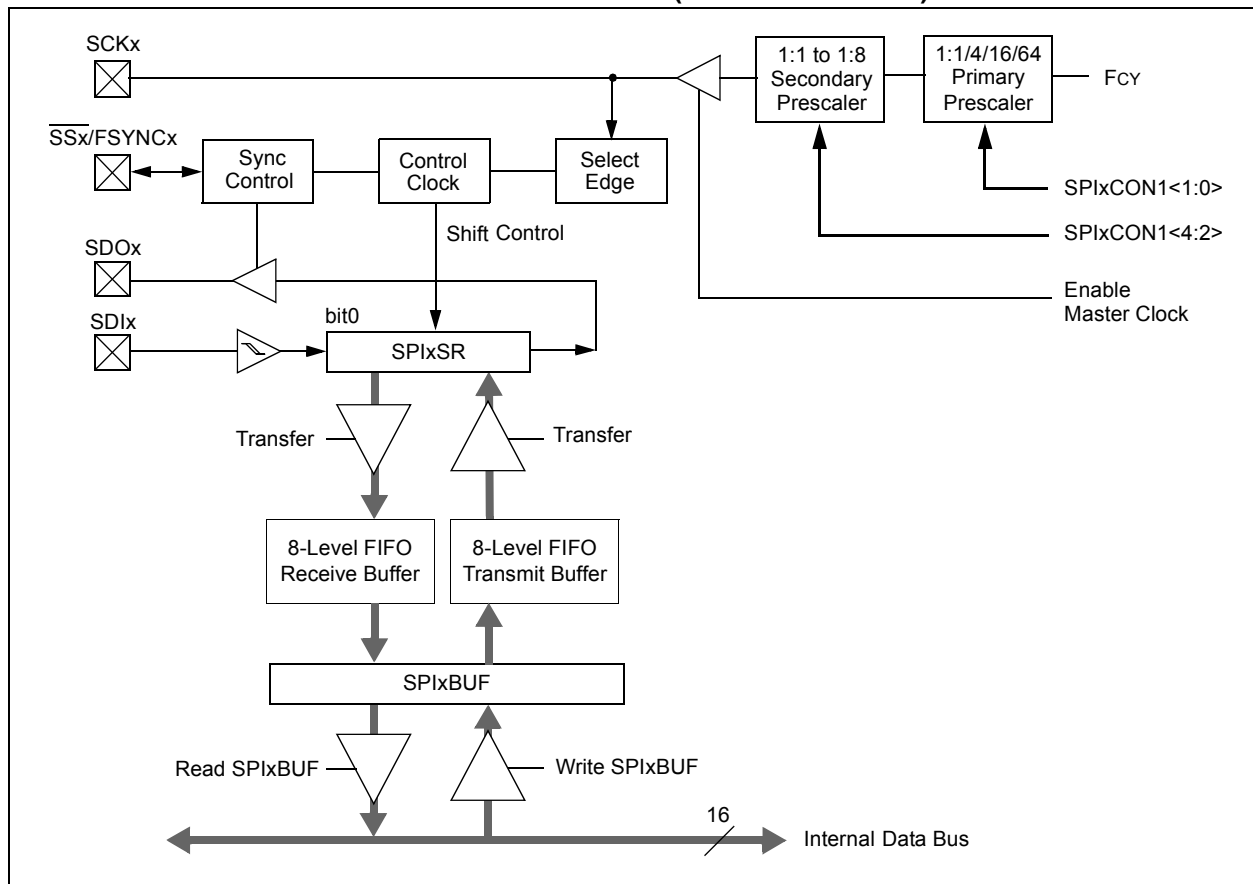 SCKx
1:1 to 1:8
Secondary
Prescaler
1:1/4/16/64
Primary
Prescaler
FCY
SSx/FSYNCx
Sync
Control
Control
Clock
Select
Edge
SPIxCON1<1:0>
Shift Control
SPIxCON1<4:2>
SDOx
Enable
Master Clock
SDIx
bit0
SPIxSR
Transfer
Transfer
8-Level FIFO
Receive Buffer
8-Level FIFO
Transmit Buffer
SPIxBUF
Read SPIxBUF
Write SPIxBUF
16
Internal Data Bus